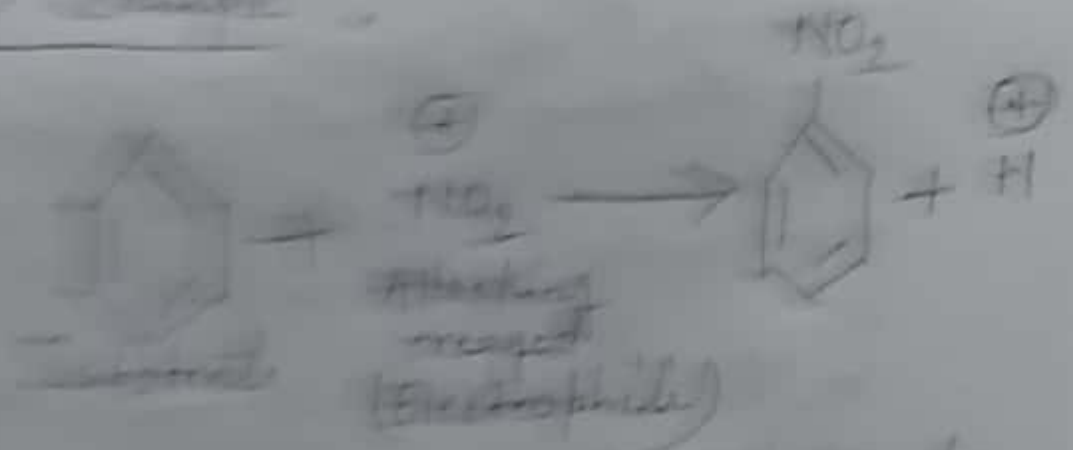 NO₂
⊕ ⊕
+ NO₂ → + H
Attacking
reagent
(Electrophile)